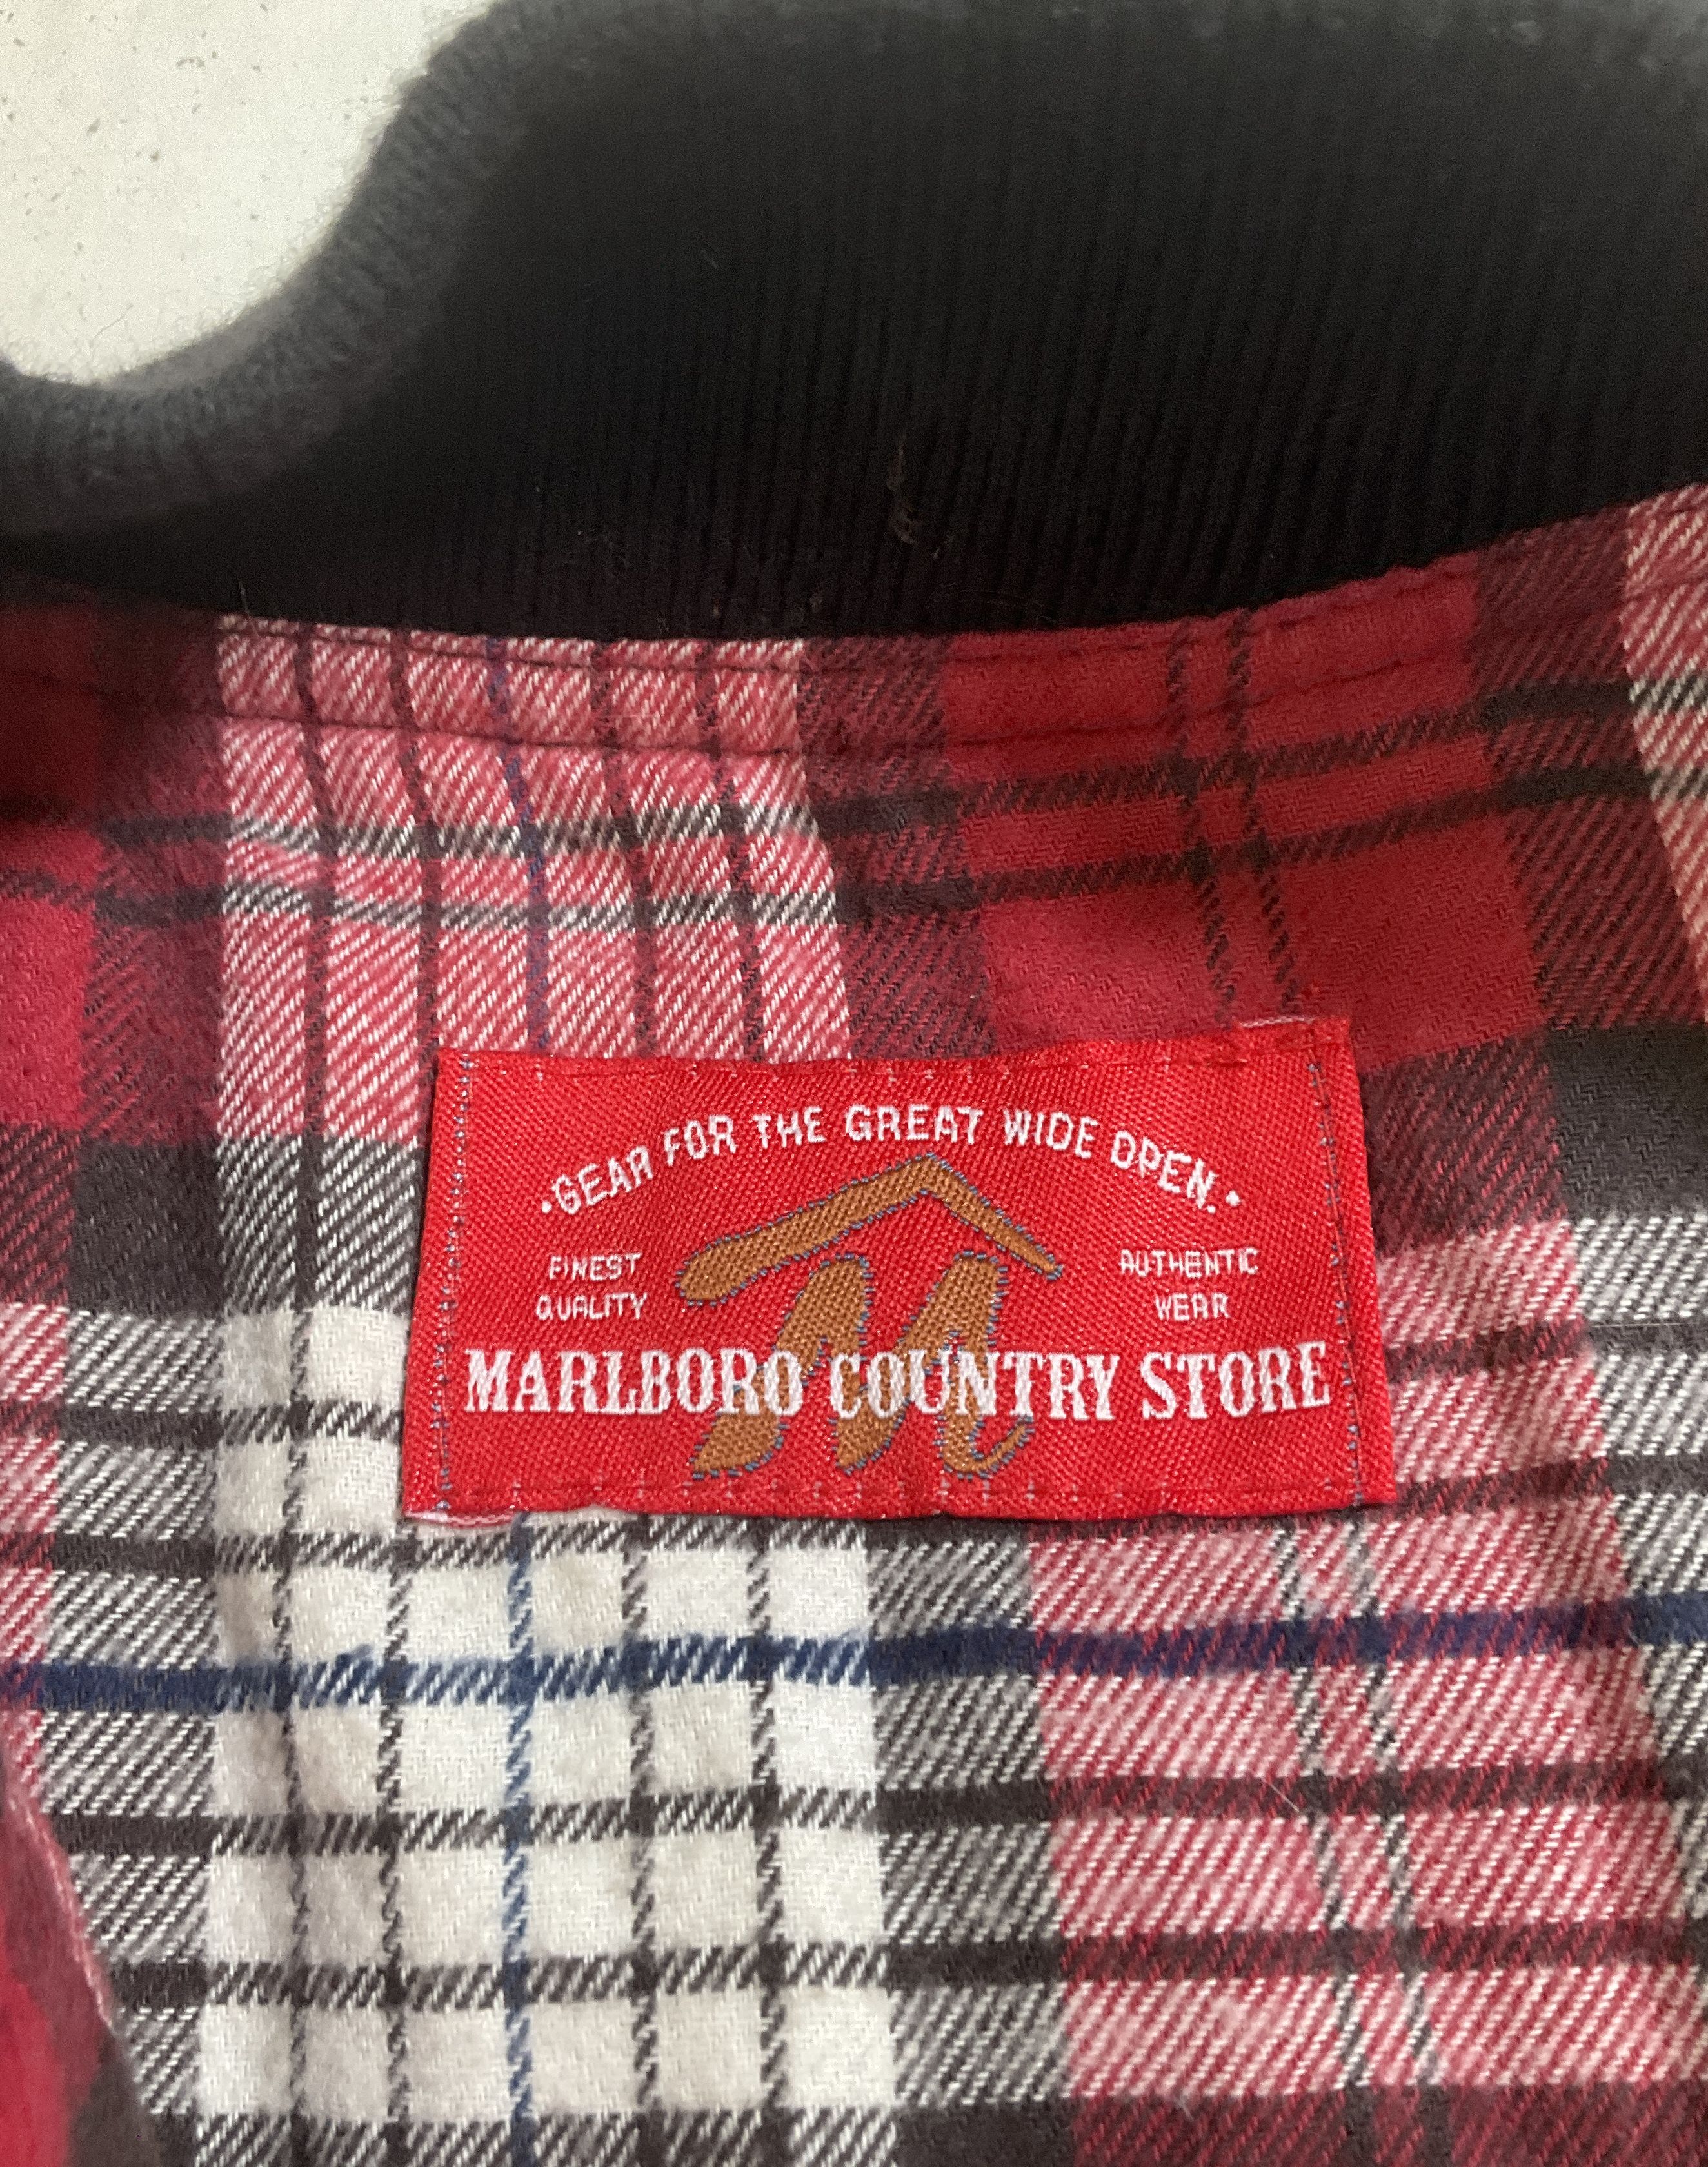 ·GEAR FOR THE GREAT WIDE OPEN.·
FINEST
QUALITY
AUTHENTIC
WEAR
MARLBORO COUNTRY STORE